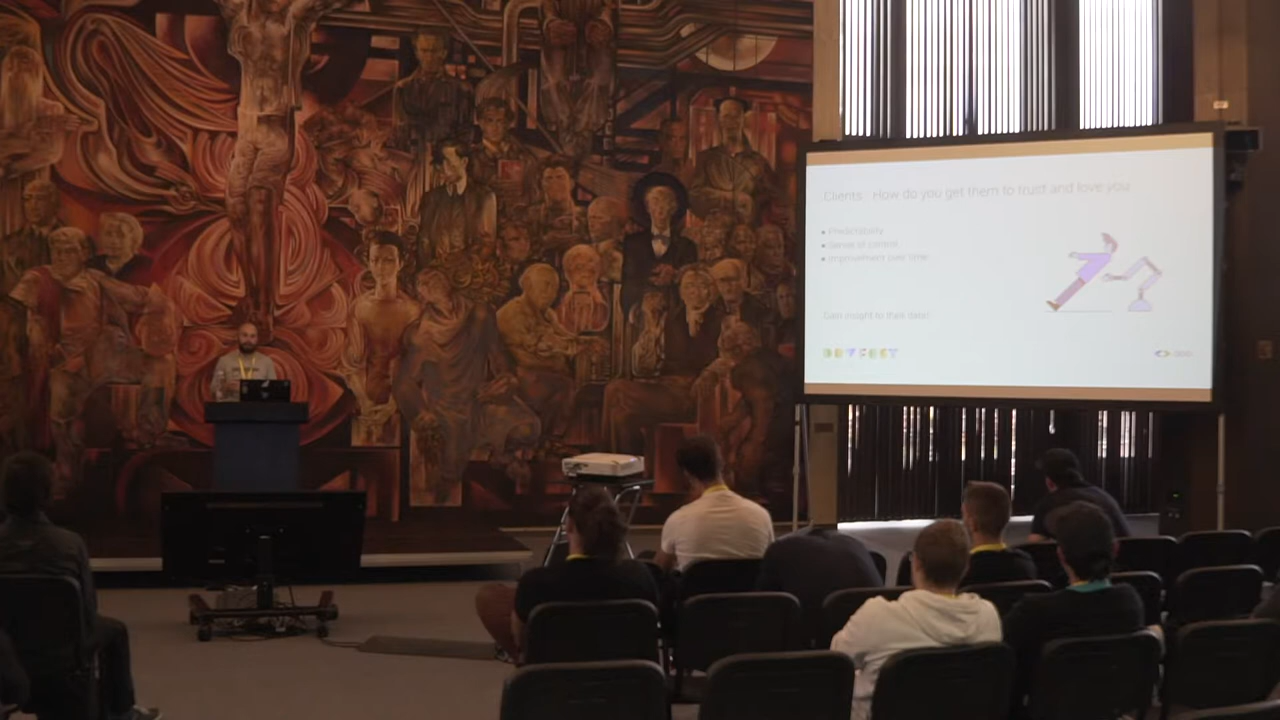 Clients: How do you get them to trust and love you
Predictability
Sense of control
Improvement over time
Gain insight to their data?
DEVFEST